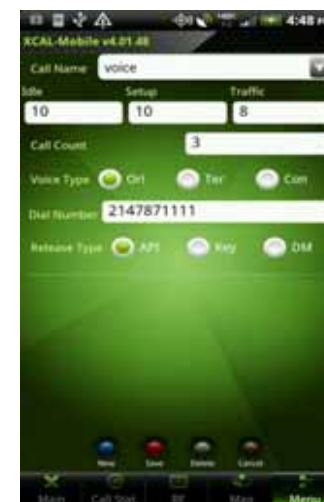 4:48 P
XCAL-Mobile v4.01.48
Call Name voice
Idle Setup Traffic
10 10 8
Call Count 3
Voice Type Ori Ter Con
Dial Number 2147871111
Release Type API Key DM
New Save Delete Cancel
Main Call Stat RF Map Menu